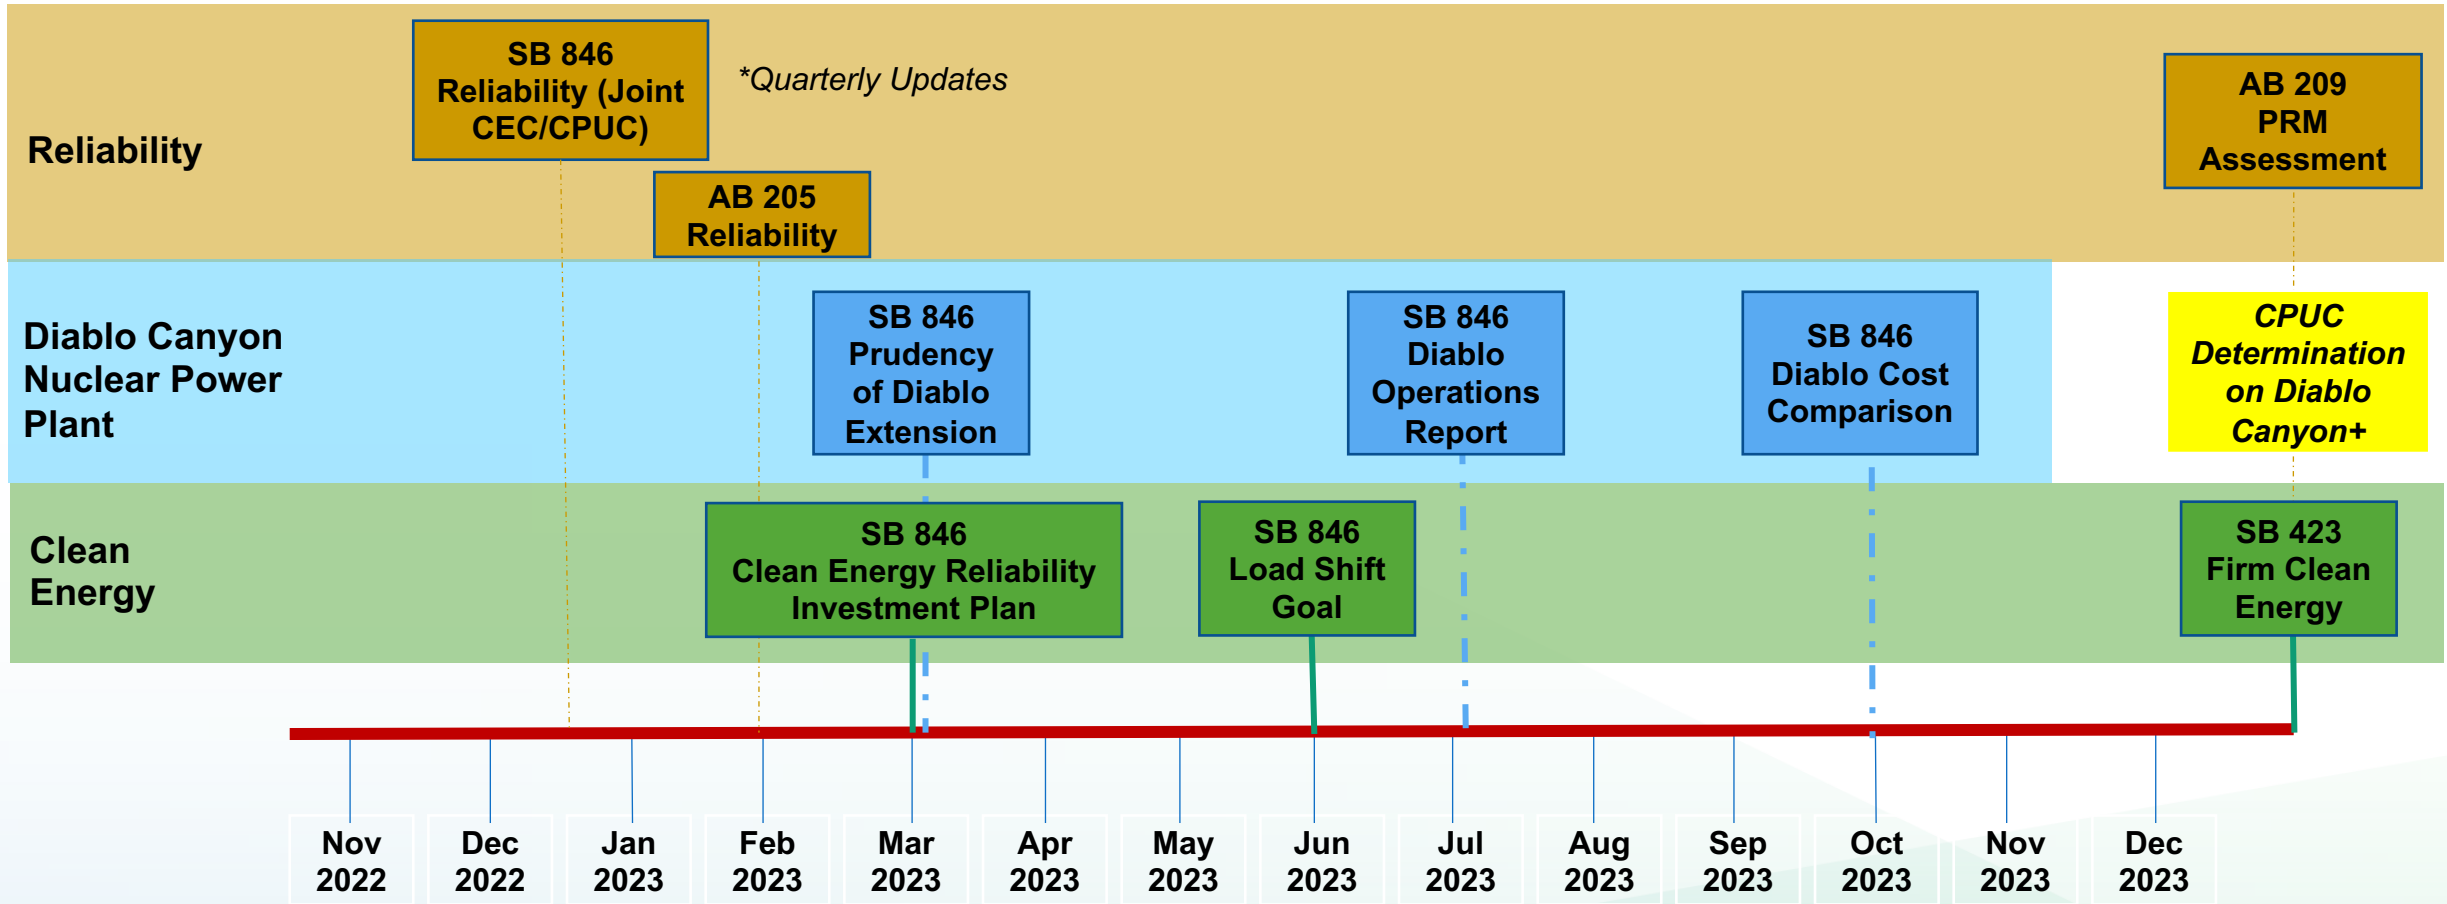 Reliability
SB 846
Reliability (Joint
CEC/CPUC)
*Quarterly Updates
AB 205
Reliability
AB 209
PRM
Assessment
Diablo Canyon
Nuclear Power
Plant
SB 846
Prudency
of Diablo
Extension
SB 846
Diablo
Operations
Report
SB 846
Diablo Cost
Comparison
CPUC
Determination
on Diablo
Canyon+
Clean
Energy
SB 846
Clean Energy Reliability
Investment Plan
SB 846
Load Shift
Goal
SB 423
Firm Clean
Energy
Nov
2022
Dec
2022
Jan
2023
Feb
2023
Mar
2023
Apr
2023
May
2023
Jun
2023
Jul
2023
Aug
2023
Sep
2023
Oct
2023
Nov
2023
Dec
2023